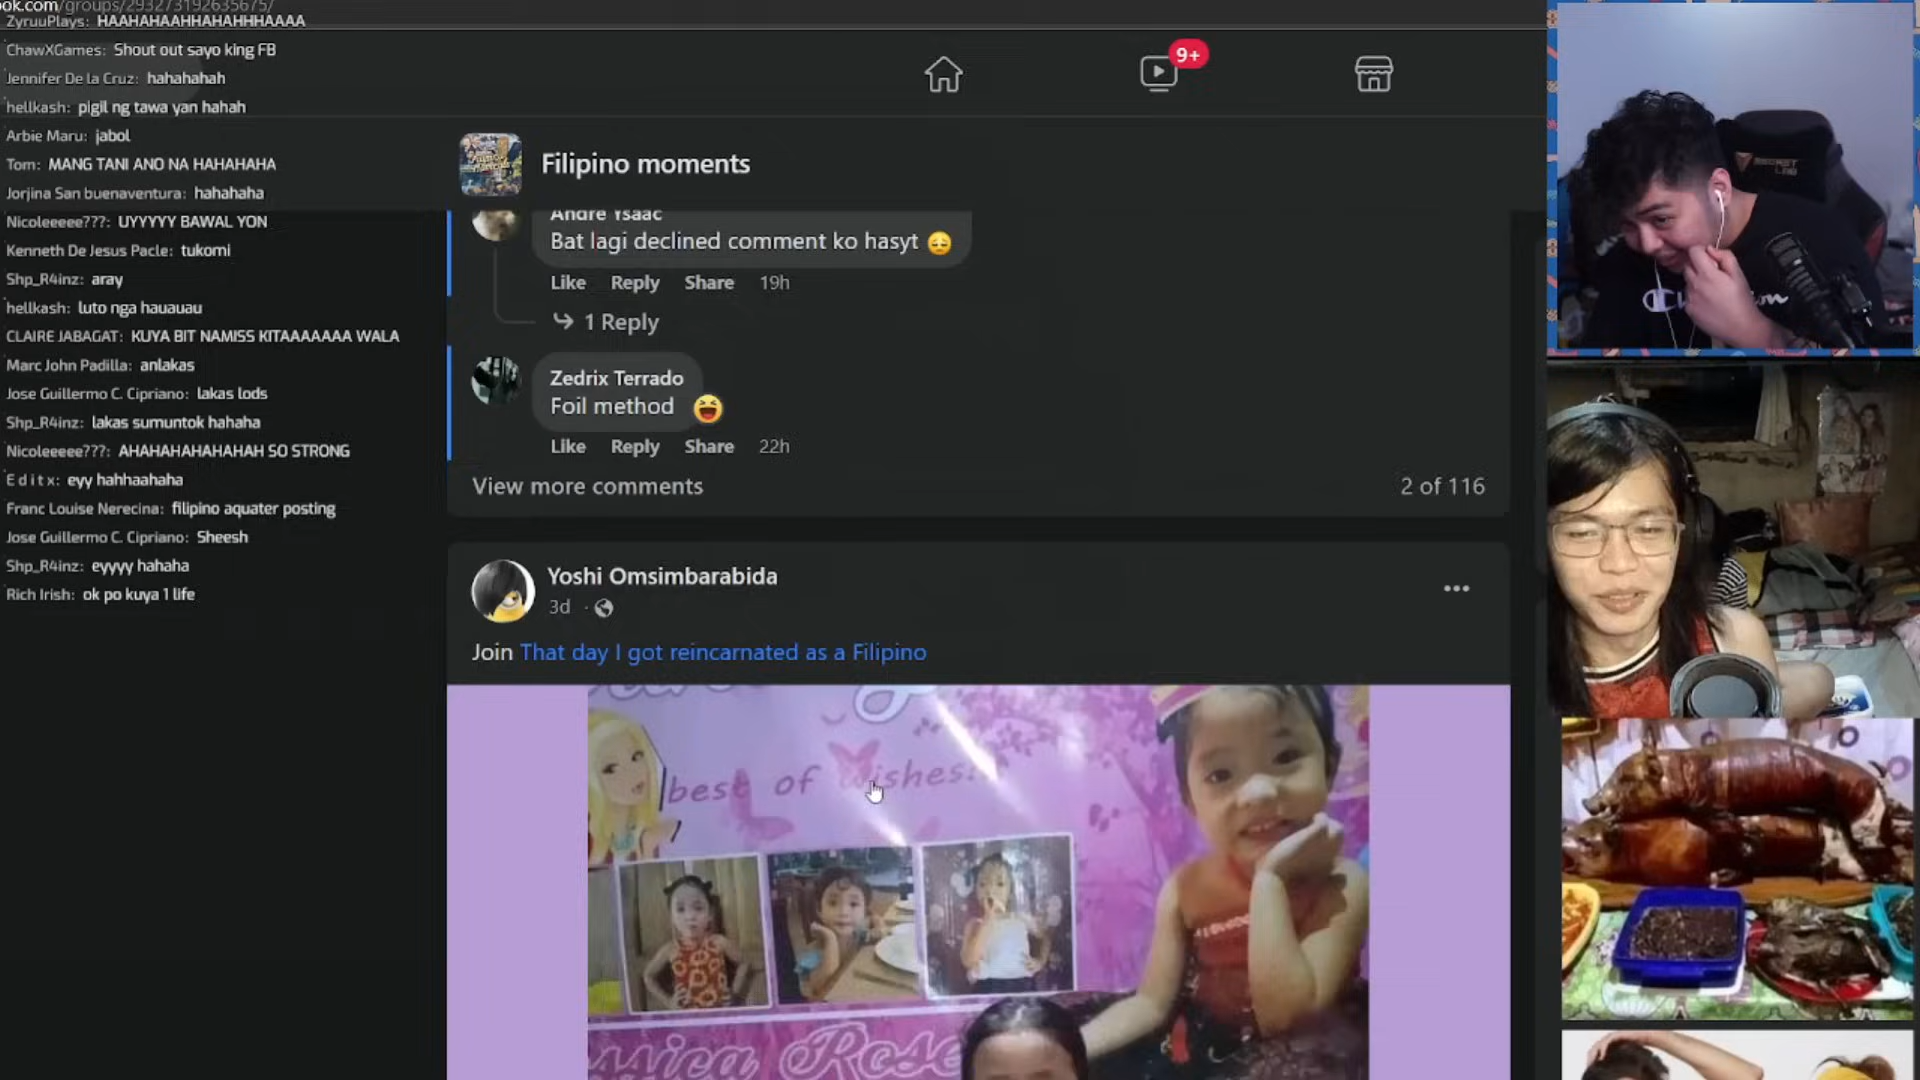 ook.com/groups/293273192635675/
ZyruuPlays: HAAHAHAAHHAHAHHHAAAA
ChawXGames: Shout out sayo king FB
Jennifer De la Cruz: hahahahah
hellkash: pigil ng tawa yan hahah
Arbie Maru: jabol
Tom: MANG TANI ANO NA HAHAHAHA
Jorjina San buenaventura: hahahaha
Nicoleeeee???: UYYYYY BAWAL YON
Kenneth De Jesus Pacle: tukomi
Shp_R4inz: aray
hellkash: luto nga hauauau
CLAIRE JABAGAT: KUYA BIT NAMISS KITAAAAAAA WALA
Marc John Padilla: anlakas
Jose Guillermo C. Cipriano: lakas lods
Shp_R4inz: lakas sumuntok hahaha
Nicoleeeee???: AHAHAHAHAHAHAH SO STRONG
E d i t x: eyy hahhaahaha
Franc Louise Nerecina: filipino aquater posting
Jose Guillermo C. Cipriano: Sheesh
Shp_R4inz: eyyyy hahaha
Rich Irish: ok po kuya 1 life
9+
Filipino moments
Andre Ysaac
Bat lagi declined comment ko hasyt 😔
Like Reply Share 19h
1 Reply
Zedrix Terrado
Foil method 😆
Like Reply Share 22h
View more comments 2 of 116
Yoshi Omsimbarabida
3d ·
Join That day I got reincarnated as a Filipino
best of wishes
ssica Rose